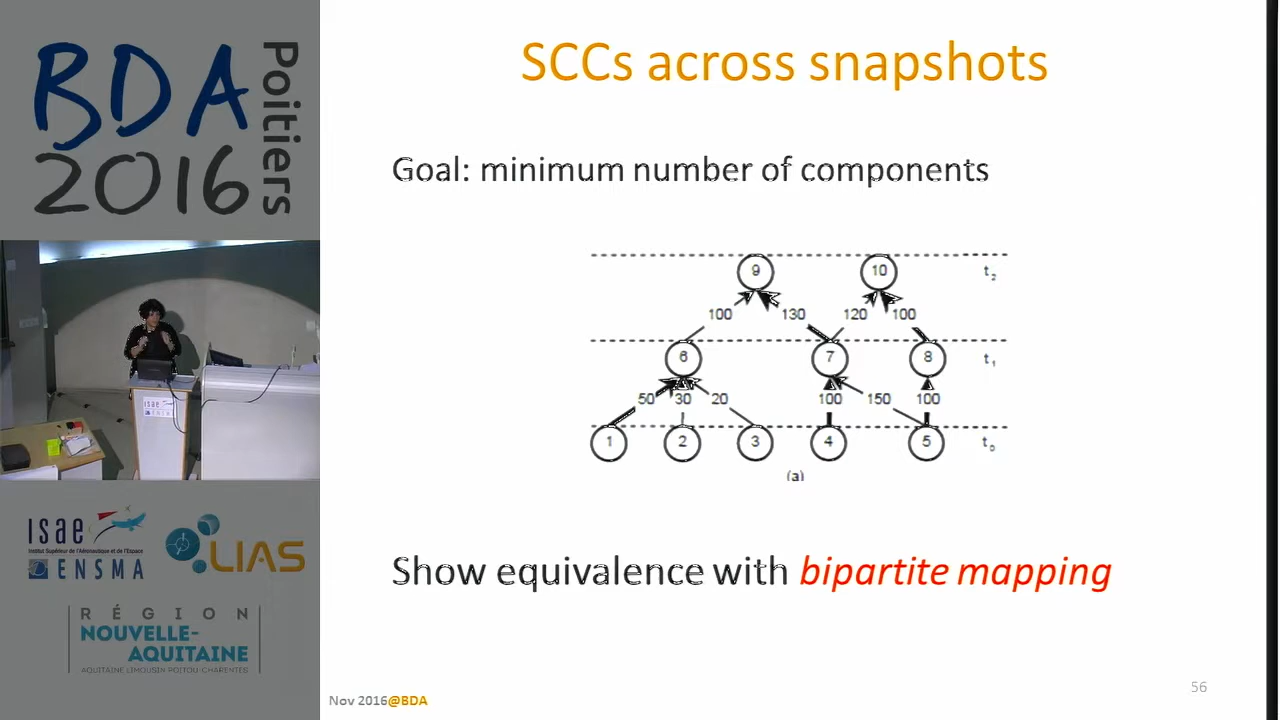 BDA
2016
Poitiers
isae
Institut Supérieur de l'Aéronautique et de l'Espace
ENSMA
LIAS
RÉGION
NOUVELLE-
AQUITAINE
AQUITAINE LIMOUSIN POITOU-CHARENTES
isae
SCCs across snapshots
Goal: minimum number of components
9 10 t2
100 130 120 100
6 7 8 t1
50 30 20 100 150 100
1 2 3 4 5 t0
(a)
Show equivalence with bipartite mapping
Nov 2016@BDA
56